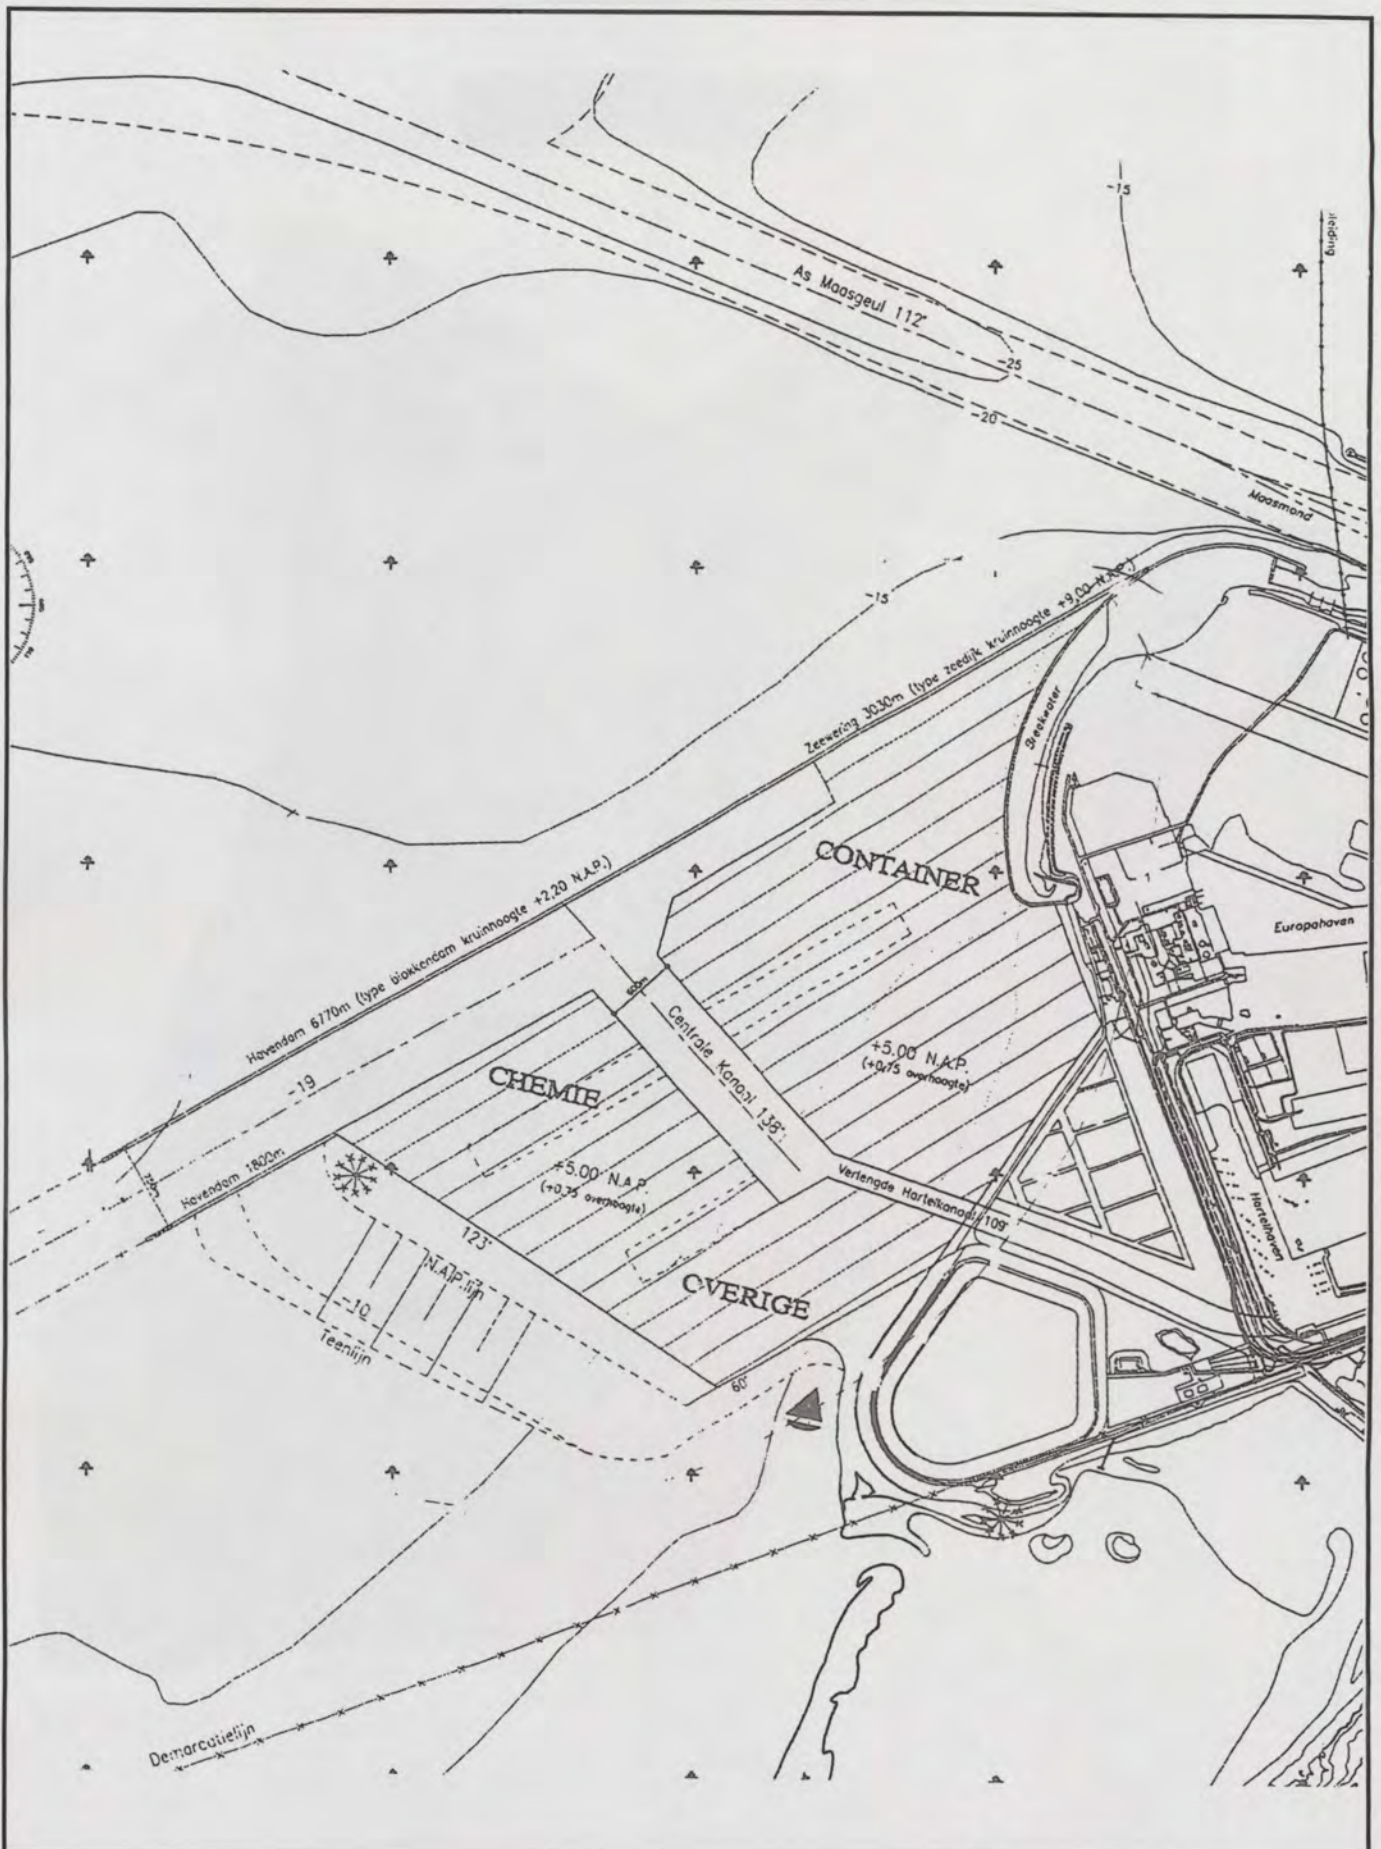 -15
leiding
As Maasgeul 112°
-25
-20
Maasmond
-15
Zeewering 3030m (type zeedijk kruinhoogte +9,00 N.A.P.)
Breekwater
CONTAINER
Europahaven
Havendam 6770m (type blokkendam kruinhoogte +2,20 N.A.P.)
600m
Centrale Kanaal 138°
+5.00 N.A.P.
(+0,75 overhoogte)
-19
CHEMIE
+5.00 N.A.P.
(+0,75 overhoogte)
Havendam 1800m
Verlengde Hartelkanaal 109°
Hartelhaven
123°
N.A.P.lijn
-10
Teenlijn
OVERIGE
60°
Demarcatielijn